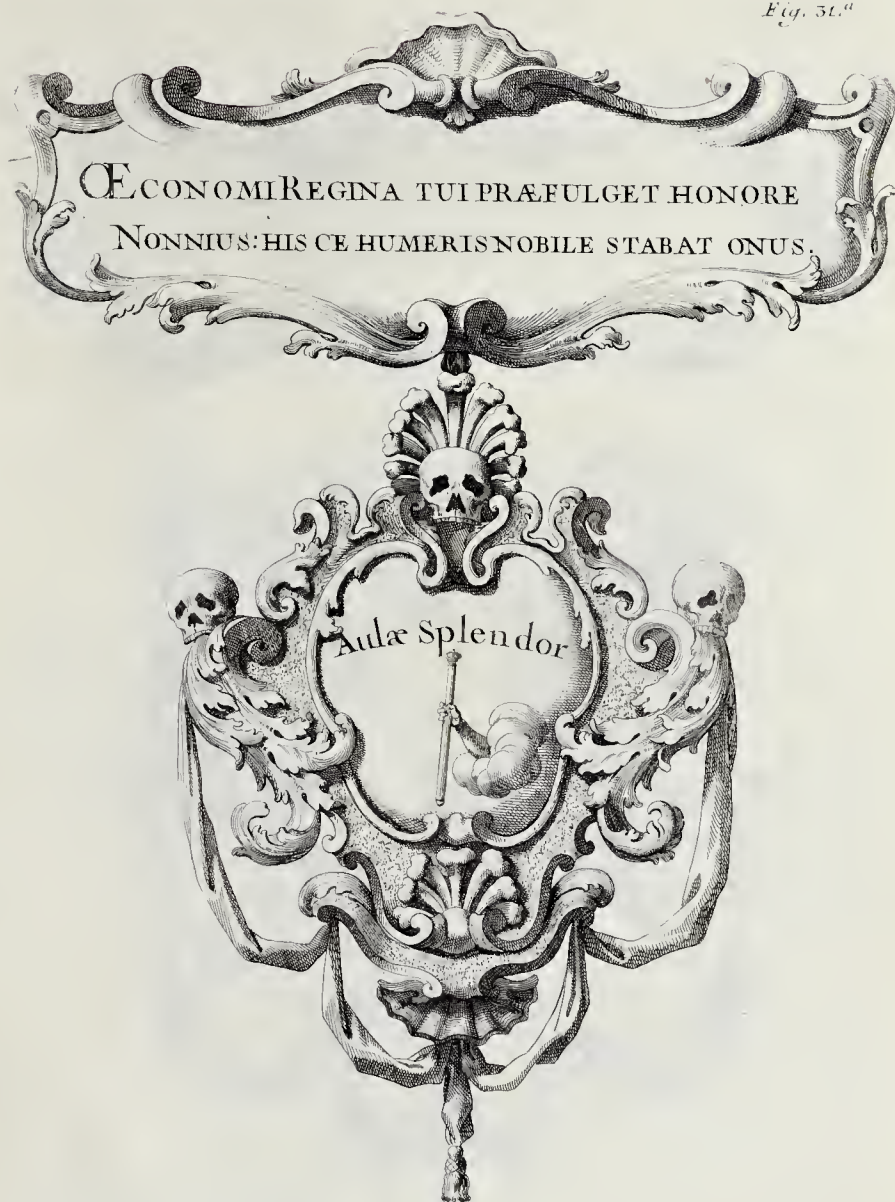 Fig. 31.a
ŒCONOMI REGINA TUI PRÆFULGET HONORE
NONNIUS: HIS CE HUMERIS NOBILE STABAT ONUS.
Aulæ Splendor